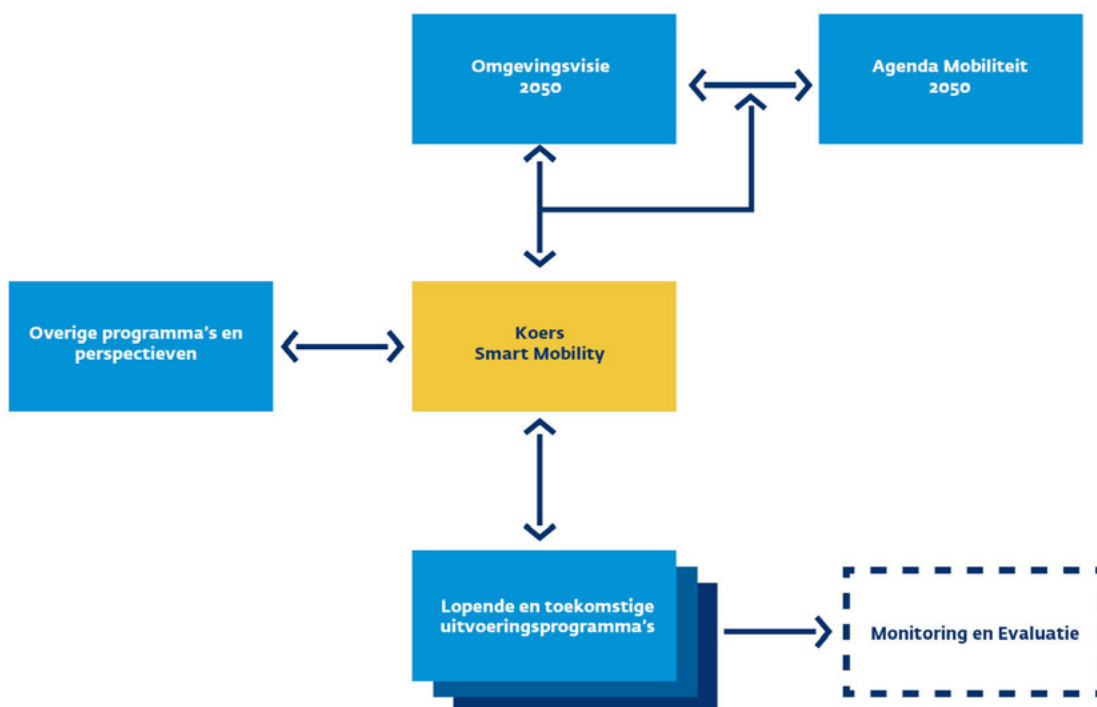 Omgevingsvisie
2050
Agenda Mobiliteit
2050
Overige programma's en
perspectieven
Koers
Smart Mobility
Lopende en toekomstige
uitvoeringsprogramma's
Monitoring en Evaluatie